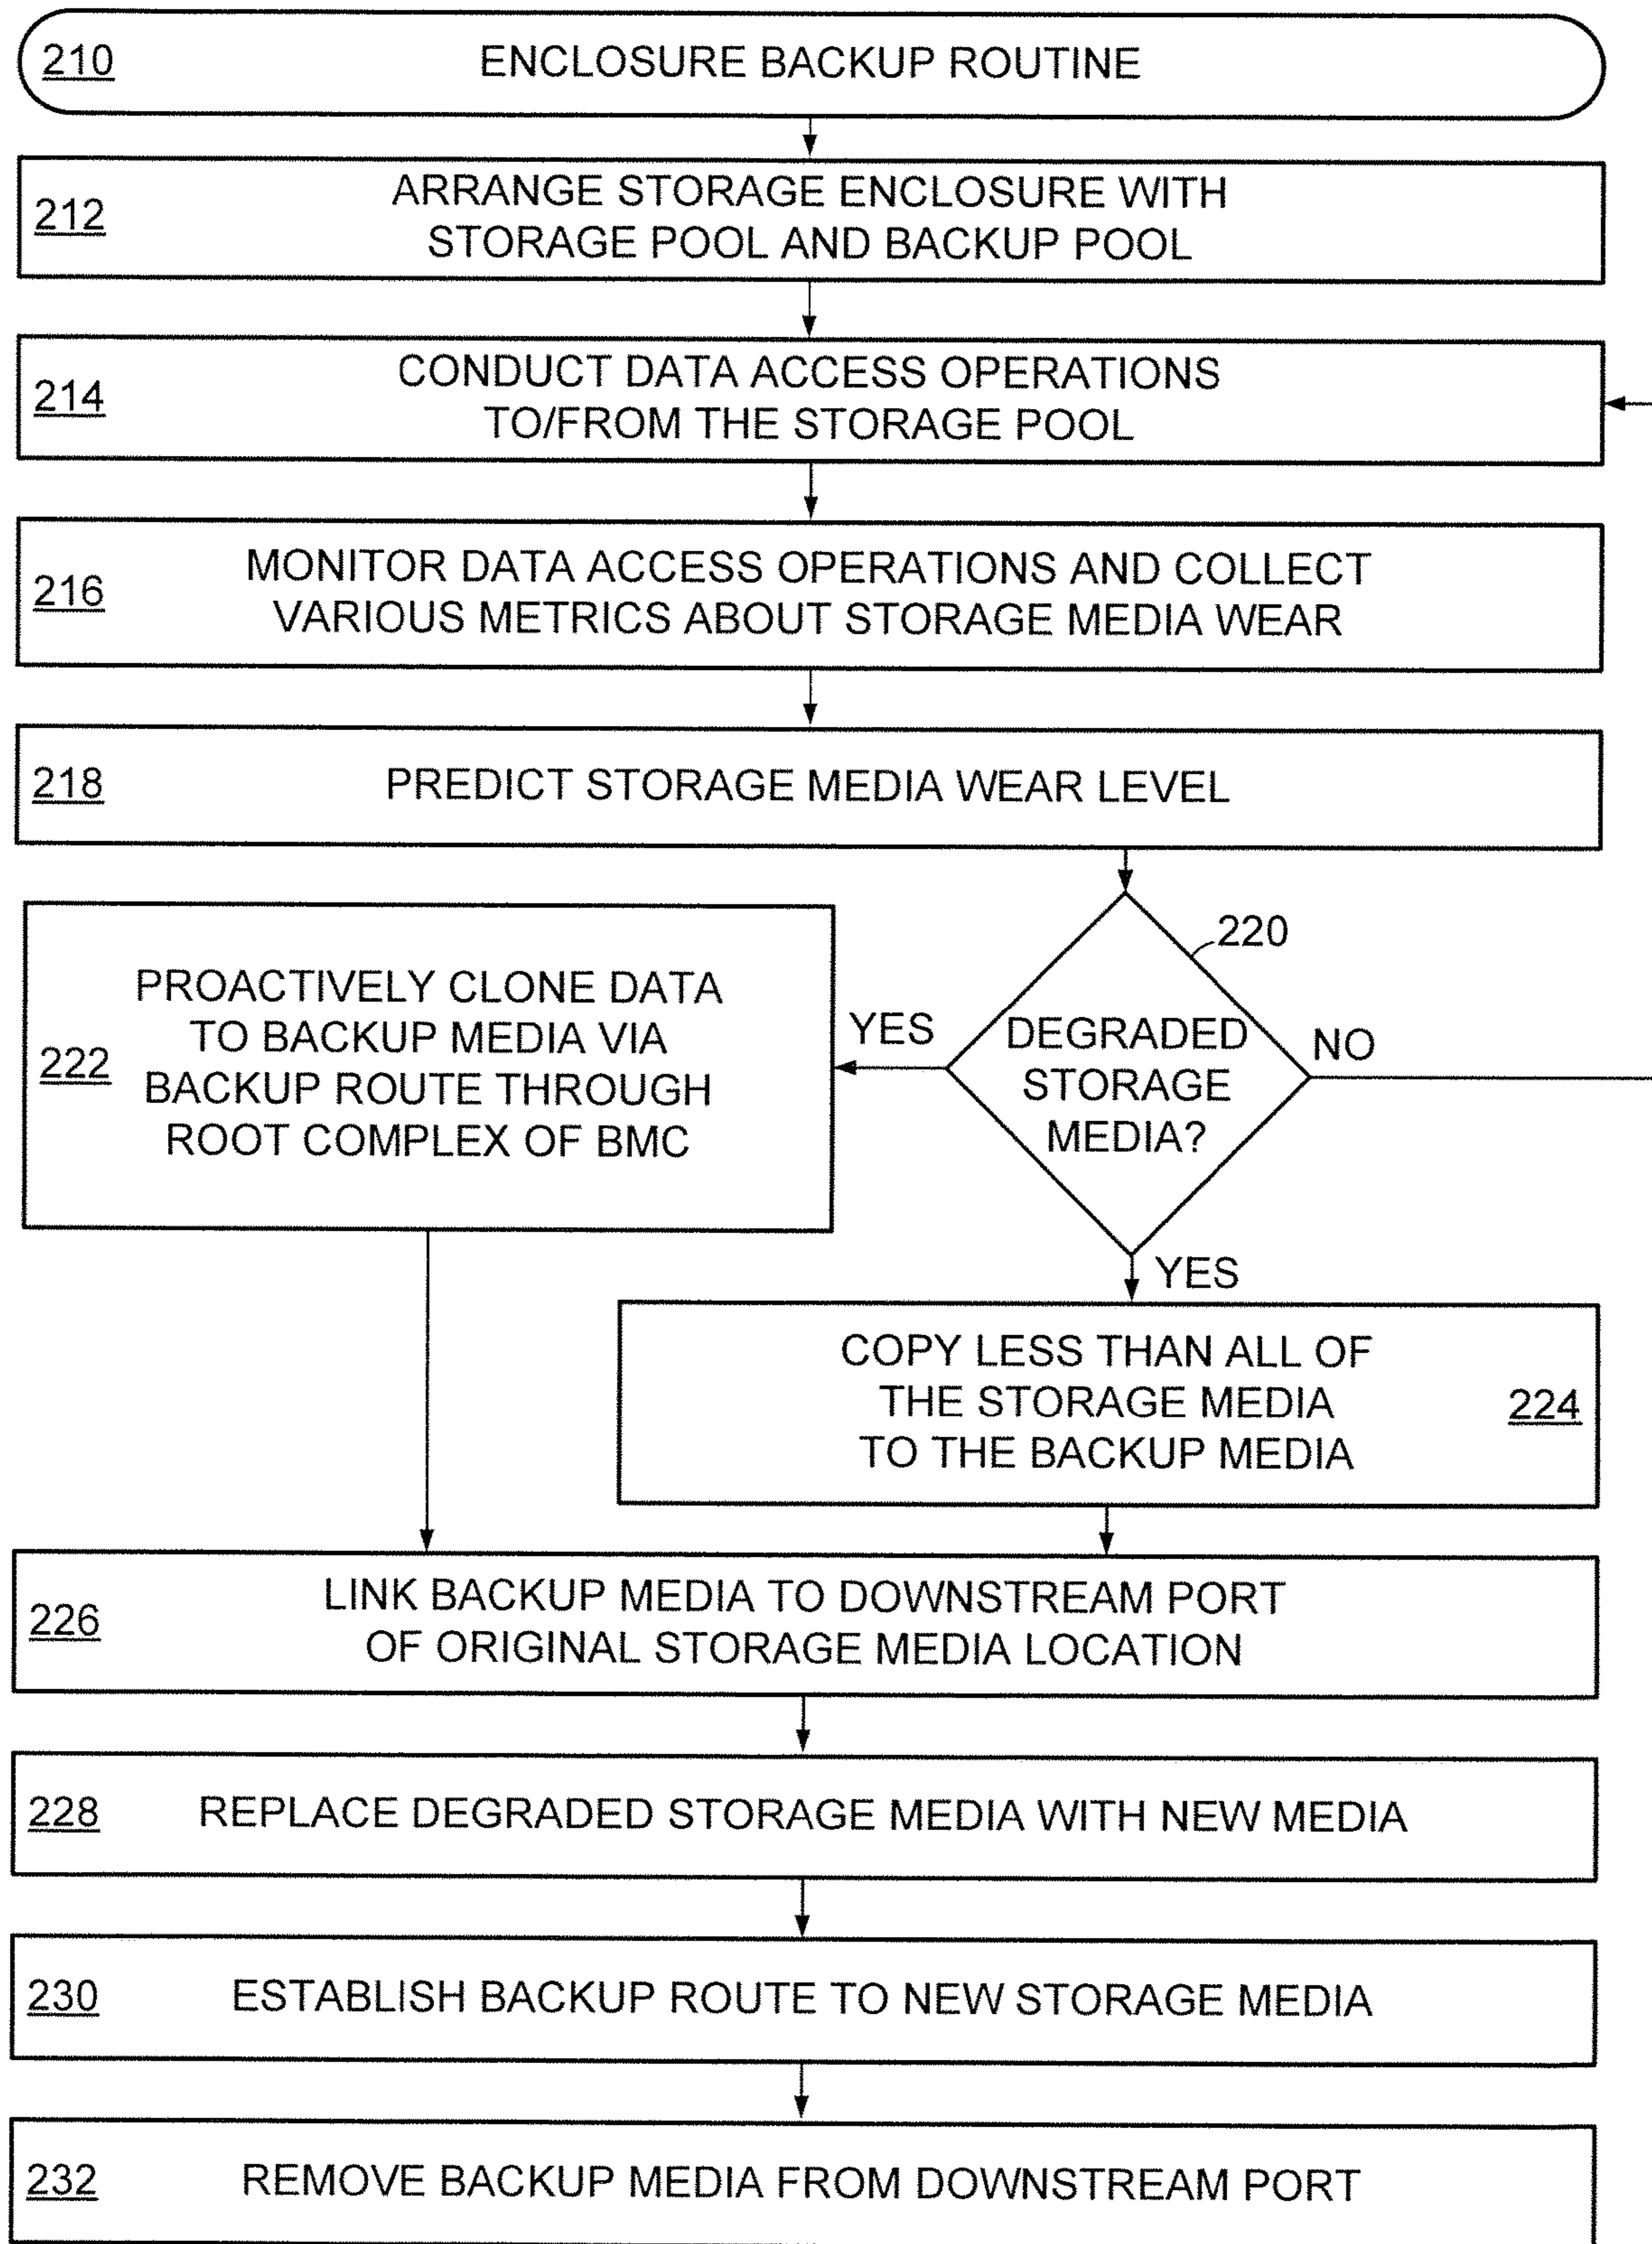 210
ENCLOSURE BACKUP ROUTINE
212
ARRANGE STORAGE ENCLOSURE WITH
STORAGE POOL AND BACKUP POOL
214
CONDUCT DATA ACCESS OPERATIONS
TO/FROM THE STORAGE POOL
216
MONITOR DATA ACCESS OPERATIONS AND COLLECT
VARIOUS METRICS ABOUT STORAGE MEDIA WEAR
218
PREDICT STORAGE MEDIA WEAR LEVEL
220
DEGRADED
STORAGE
MEDIA?
YES
NO
222
PROACTIVELY CLONE DATA
TO BACKUP MEDIA VIA
BACKUP ROUTE THROUGH
ROOT COMPLEX OF BMC
YES
COPY LESS THAN ALL OF
THE STORAGE MEDIA
TO THE BACKUP MEDIA
224
226
LINK BACKUP MEDIA TO DOWNSTREAM PORT
OF ORIGINAL STORAGE MEDIA LOCATION
228
REPLACE DEGRADED STORAGE MEDIA WITH NEW MEDIA
230
ESTABLISH BACKUP ROUTE TO NEW STORAGE MEDIA
232
REMOVE BACKUP MEDIA FROM DOWNSTREAM PORT